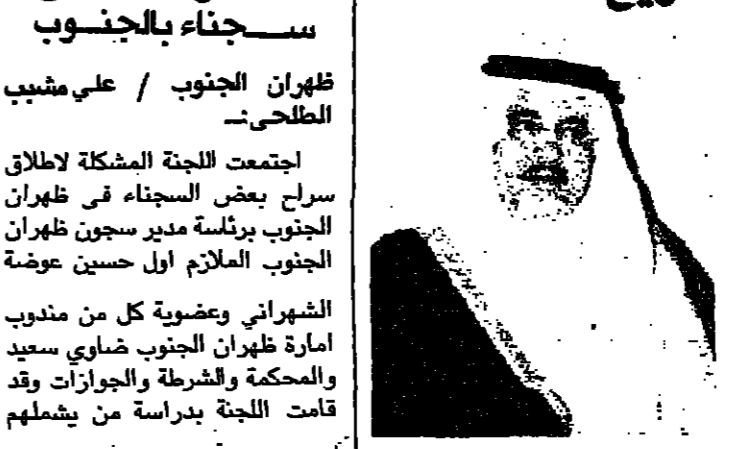 ســـجناء بالجنــوب
ظهران الجنوب / علي مشبب
الطلحي:ــ
اجتمعت اللجنة المشكلة لاطلاق
سراح بعض السجناء فى ظهران
الجنوب برئاسة مدير سجون ظهران
الجنوب الملازم اول حسين عوضة
الشهراني وعضوية كل من مندوب
امارة ظهران الجنوب ضاوي سعيد
والمحكمة والشرطة والجوازات وقد
قامت اللجنة بدراسة من يشملهم